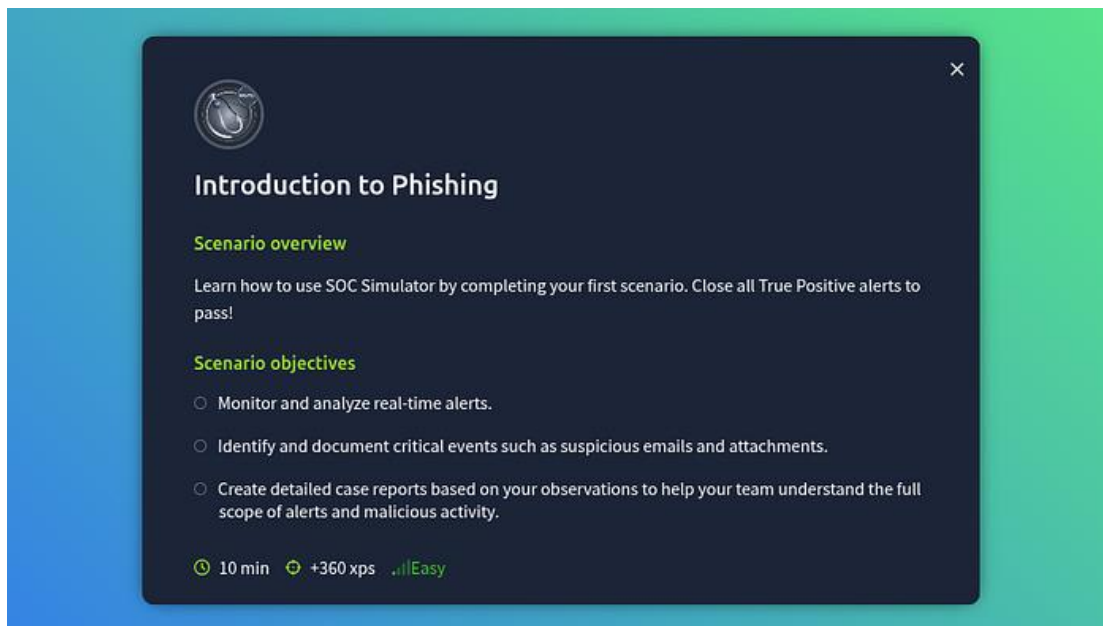 Introduction to Phishing
Scenario overview
Learn how to use SOC Simulator by completing your first scenario. Close all True Positive alerts to
pass!
Scenario objectives
Monitor and analyze real-time alerts.
Identify and document critical events such as suspicious emails and attachments.
Create detailed case reports based on your observations to help your team understand the full
scope of alerts and malicious activity.
10 min +360 xps Easy